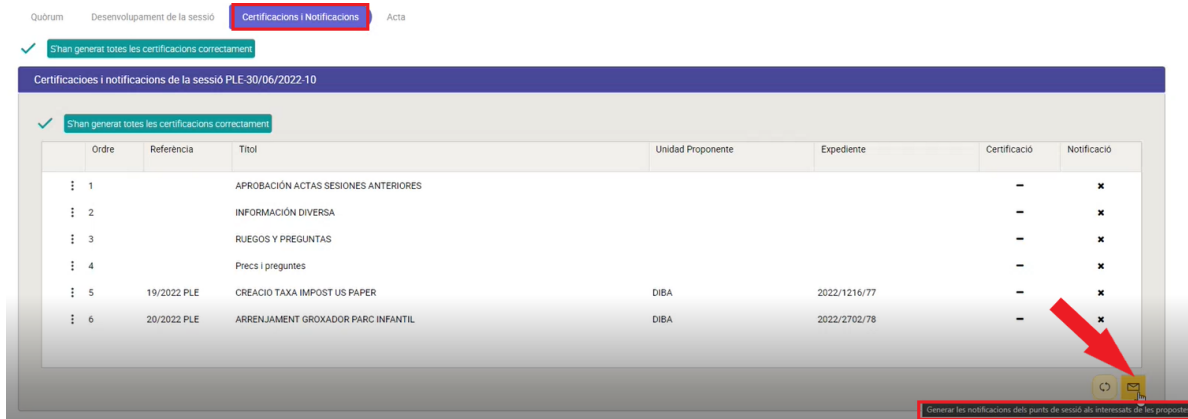 Quòrum Desenvolupament de la sessió Certificacions i Notificacions Acta
S'han generat totes les certificacions correctament
Certificacioes i notificacions de la sessió PLE-30/06/2022-10
S'han generat totes les certificacions correctament
Ordre Referència Títol Unidad Proponente Expediente Certificació Notificació
1 APROBACIÓN ACTAS SESIONES ANTERIORES
2 INFORMACIÓN DIVERSA
3 RUEGOS Y PREGUNTAS
4 Precs i preguntes
5 19/2022 PLE CREACIO TAXA IMPOST US PAPER DIBA 2022/1216/77
6 20/2022 PLE ARRENJAMENT GROXADOR PARC INFANTIL DIBA 2022/2702/78
Generar les notificacions dels punts de sessió als interessats de les proposte